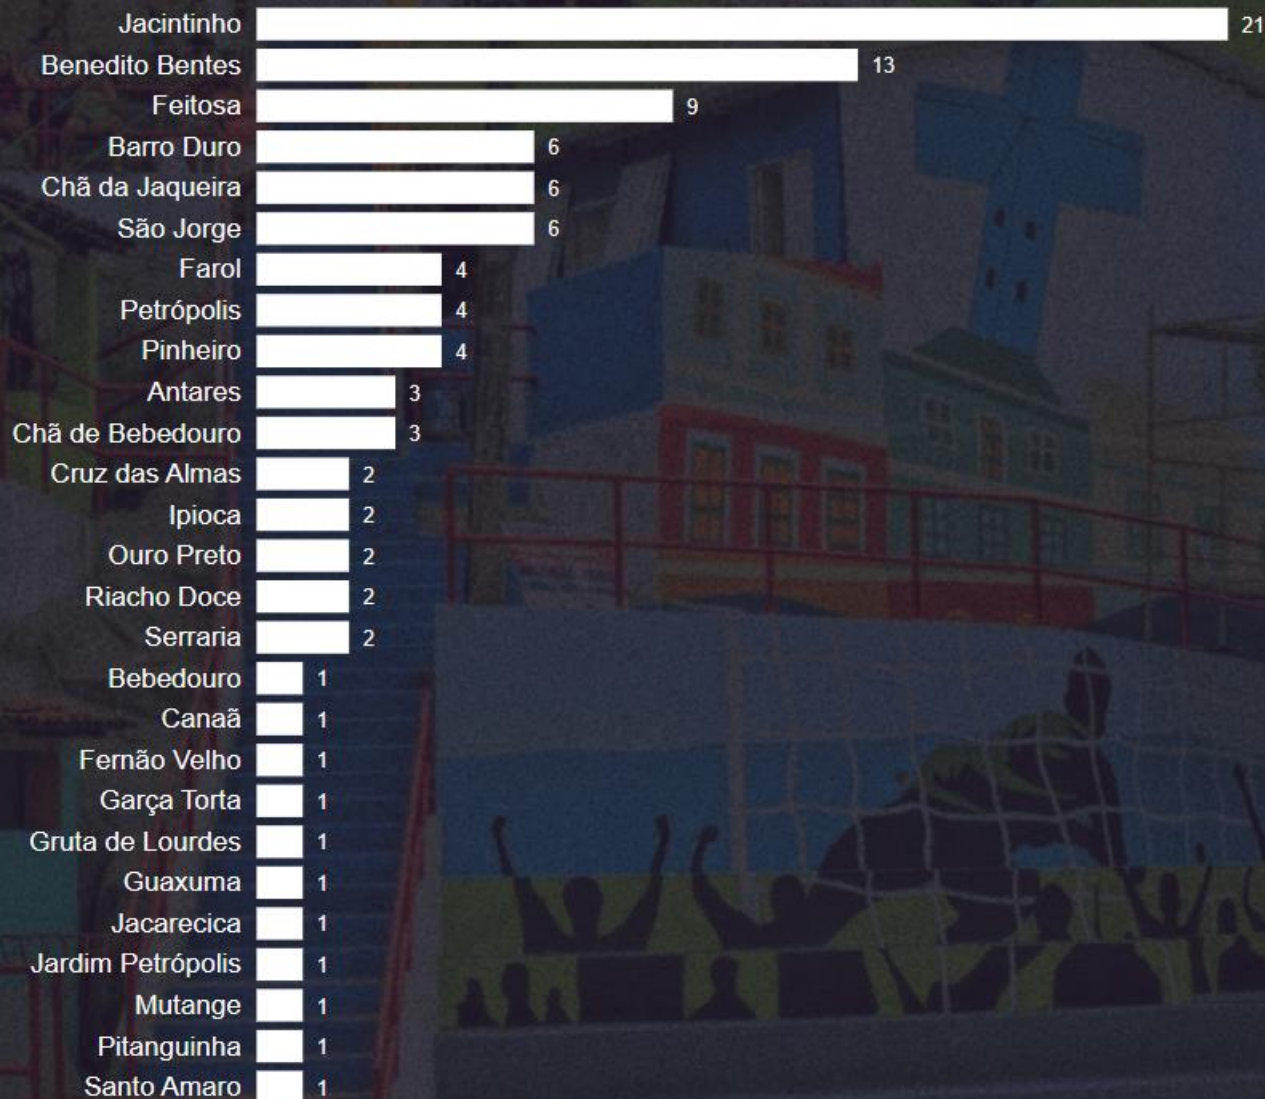 Jacintinho 21
Benedito Bentes 13
Feitosa 9
Barro Duro 6
Chã da Jaqueira 6
São Jorge 6
Farol 4
Petrópolis 4
Pinheiro 4
Antares 3
Chã de Bebedouro 3
Cruz das Almas 2
Ipioca 2
Ouro Preto 2
Riacho Doce 2
Serraria 2
Bebedouro 1
Canaã 1
Fernão Velho 1
Garça Torta 1
Gruta de Lourdes 1
Guaxuma 1
Jacarecica 1
Jardim Petrópolis 1
Mutange 1
Pitanguinha 1
Santo Amaro 1